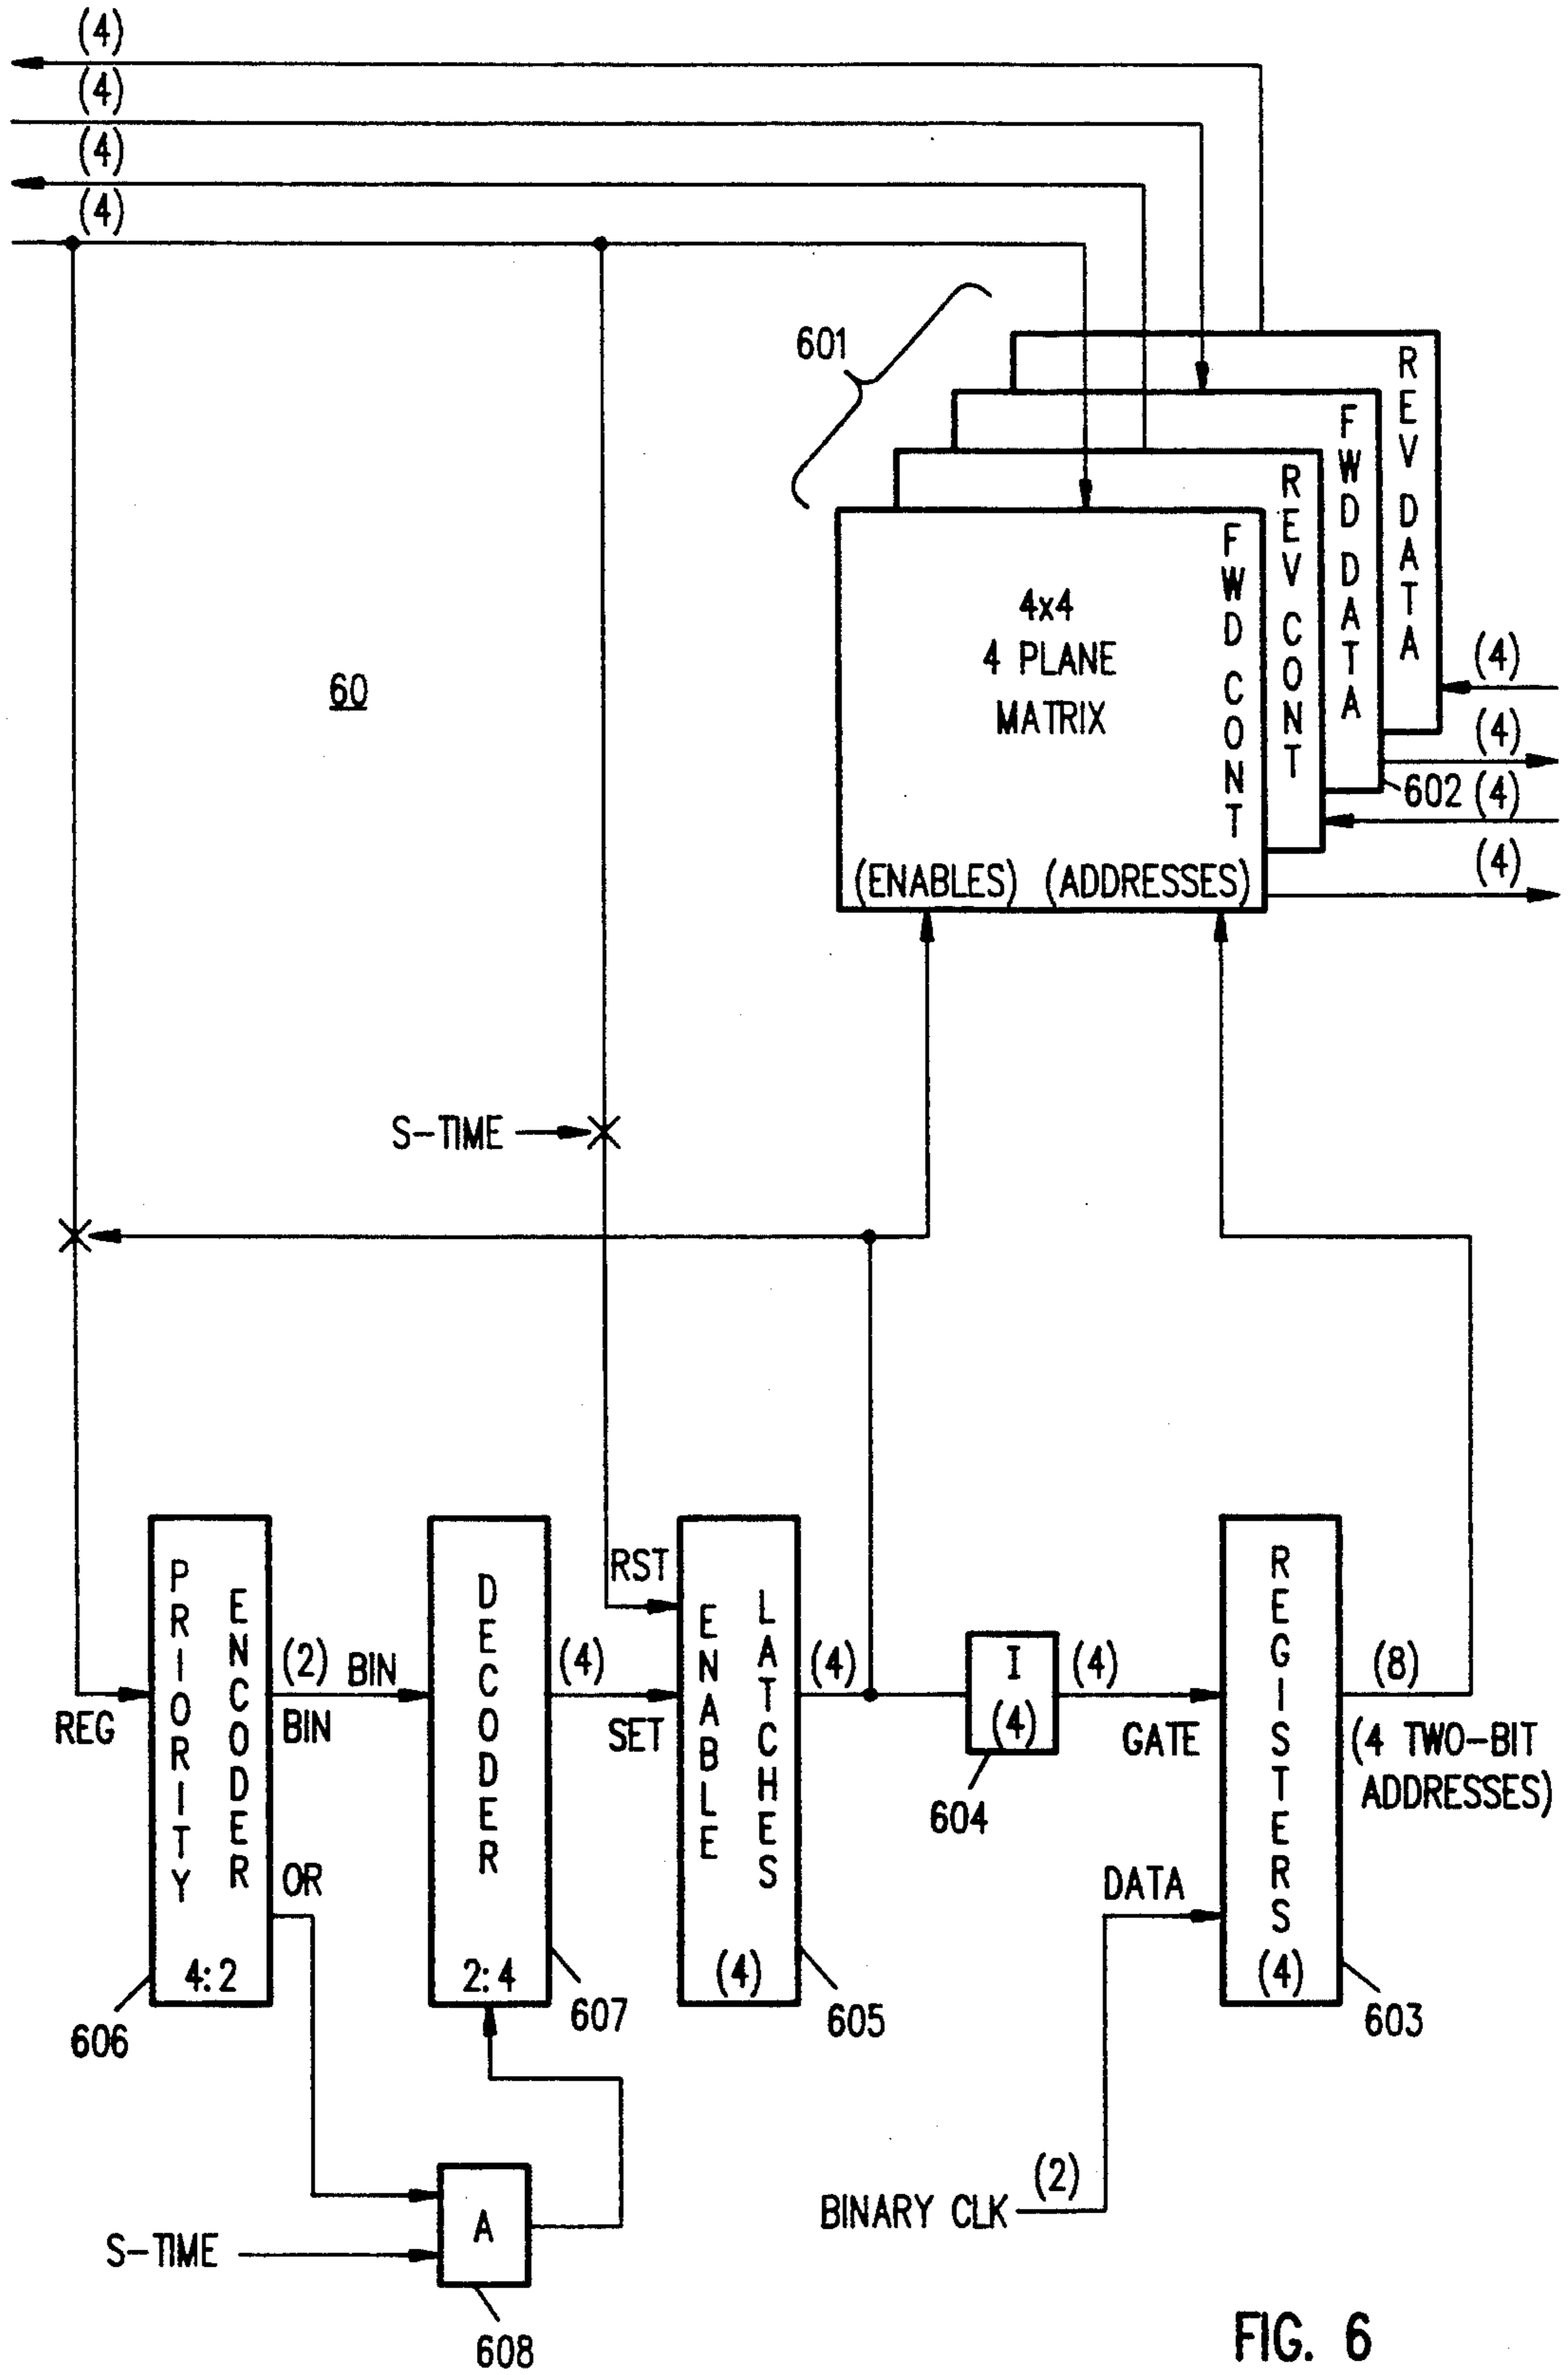 (4)
(4)
(4)
(4)
601
REV DATA
FWD DATA
REV CONT
FWD CONT
4x4
4 PLANE
MATRIX
(4)
(4)
602 (4)
(4)
(ENABLES) (ADDRESSES)
60
S-TIME
RST
PRIORITY
ENCODER
DECODER
ENABLE
LATCHES
REGISTERS
(2) BIN
(4)
(4)
I
(4)
(4)
(8)
REG
BIN
SET
GATE
(4 TWO-BIT
ADDRESSES)
604
OR
DATA
4:2
2:4
(4)
(4)
606
607
605
603
(2)
BINARY CLK
A
S-TIME
608
FIG. 6